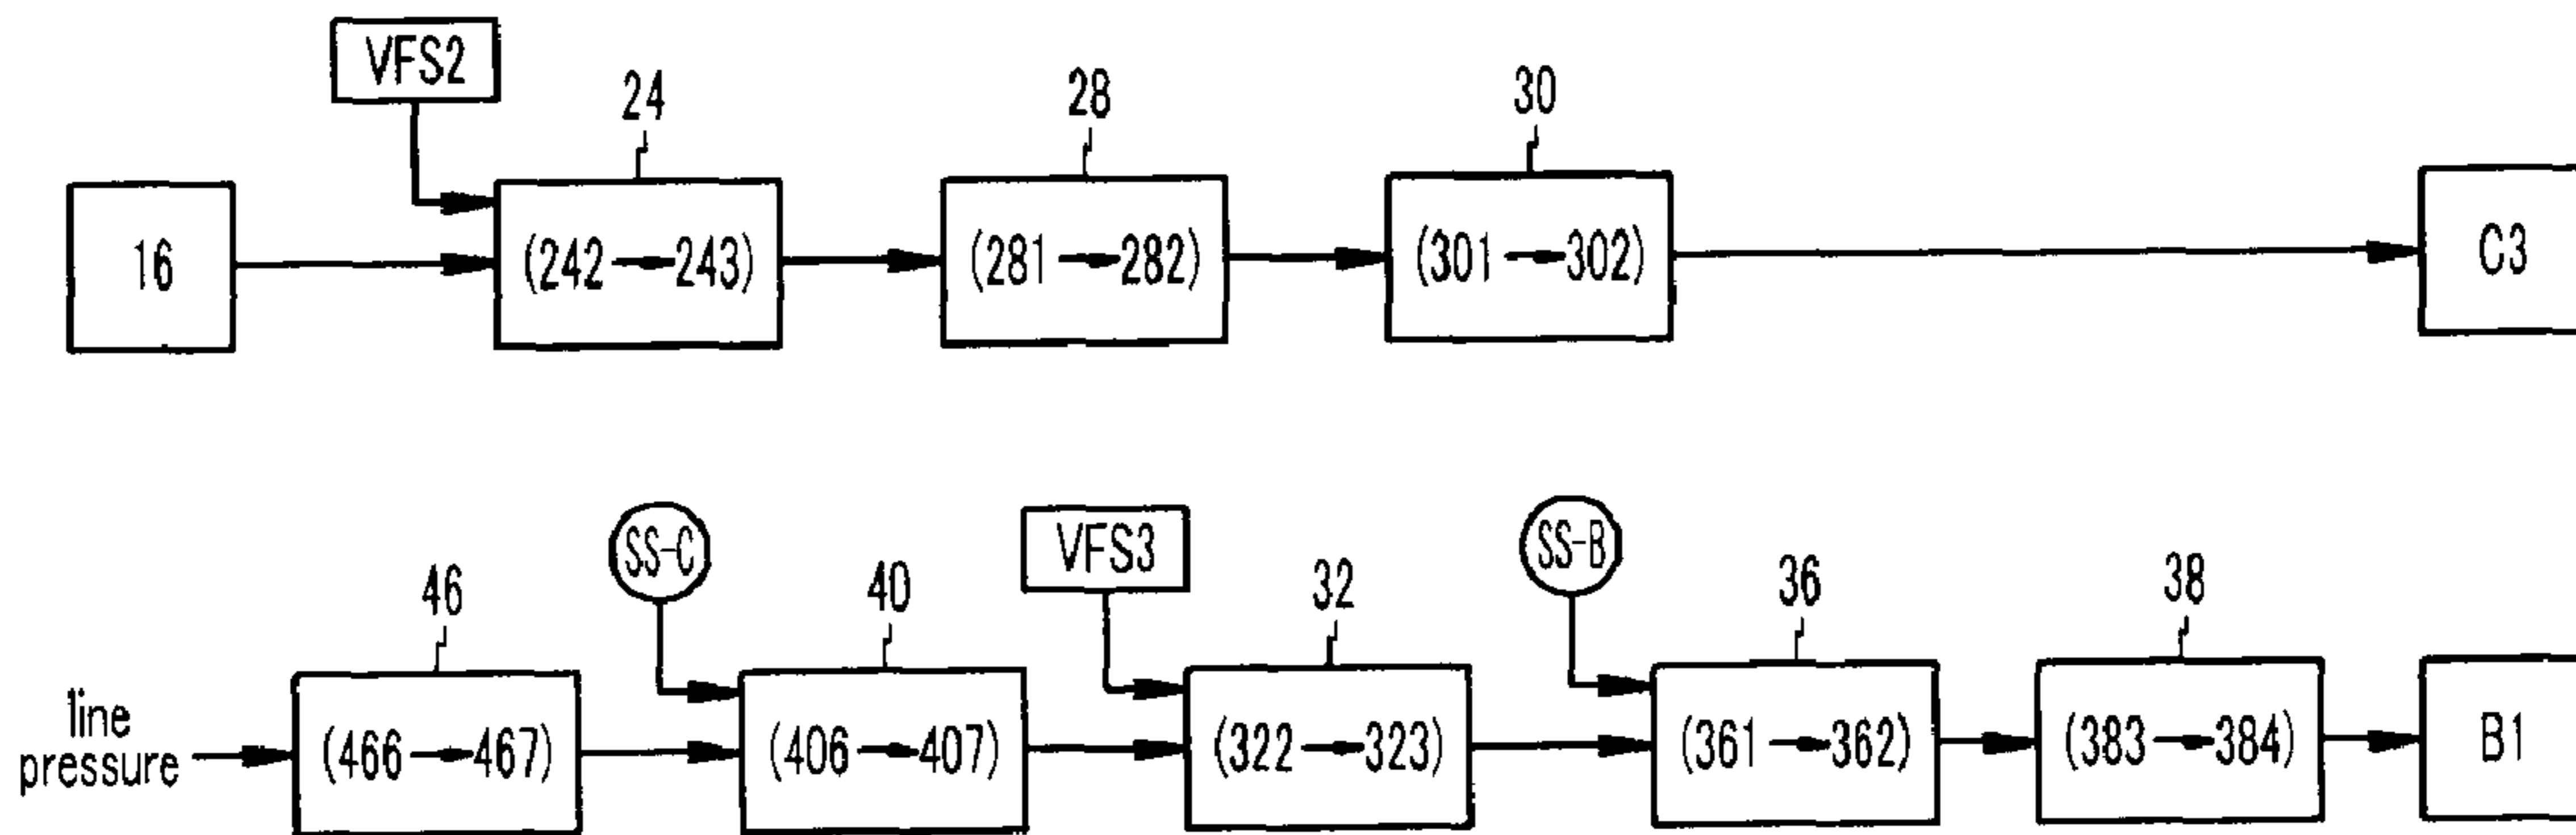 VFS2
24
28
30
16
(242→243)
(281→282)
(301→302)
C3
SS-C
VFS3
SS-B
46
40
32
36
38
line
pressure
(466→467)
(406→407)
(322→323)
(361→362)
(383→384)
B1